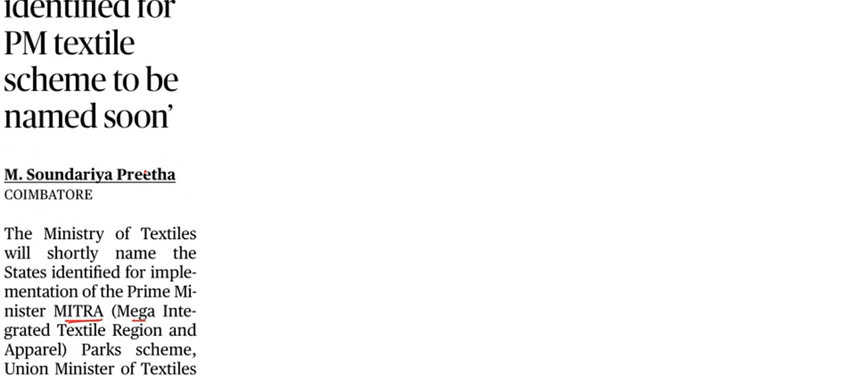 identified for
PM textile
scheme to be
named soon’
M. Soundariya Preetha
COIMBATORE
The Ministry of Textiles
will shortly name the
States identified for imple-
mentation of the Prime Mi-
nister MITRA (Mega Inte-
grated Textile Region and
Apparel) Parks scheme,
Union Minister of Textiles